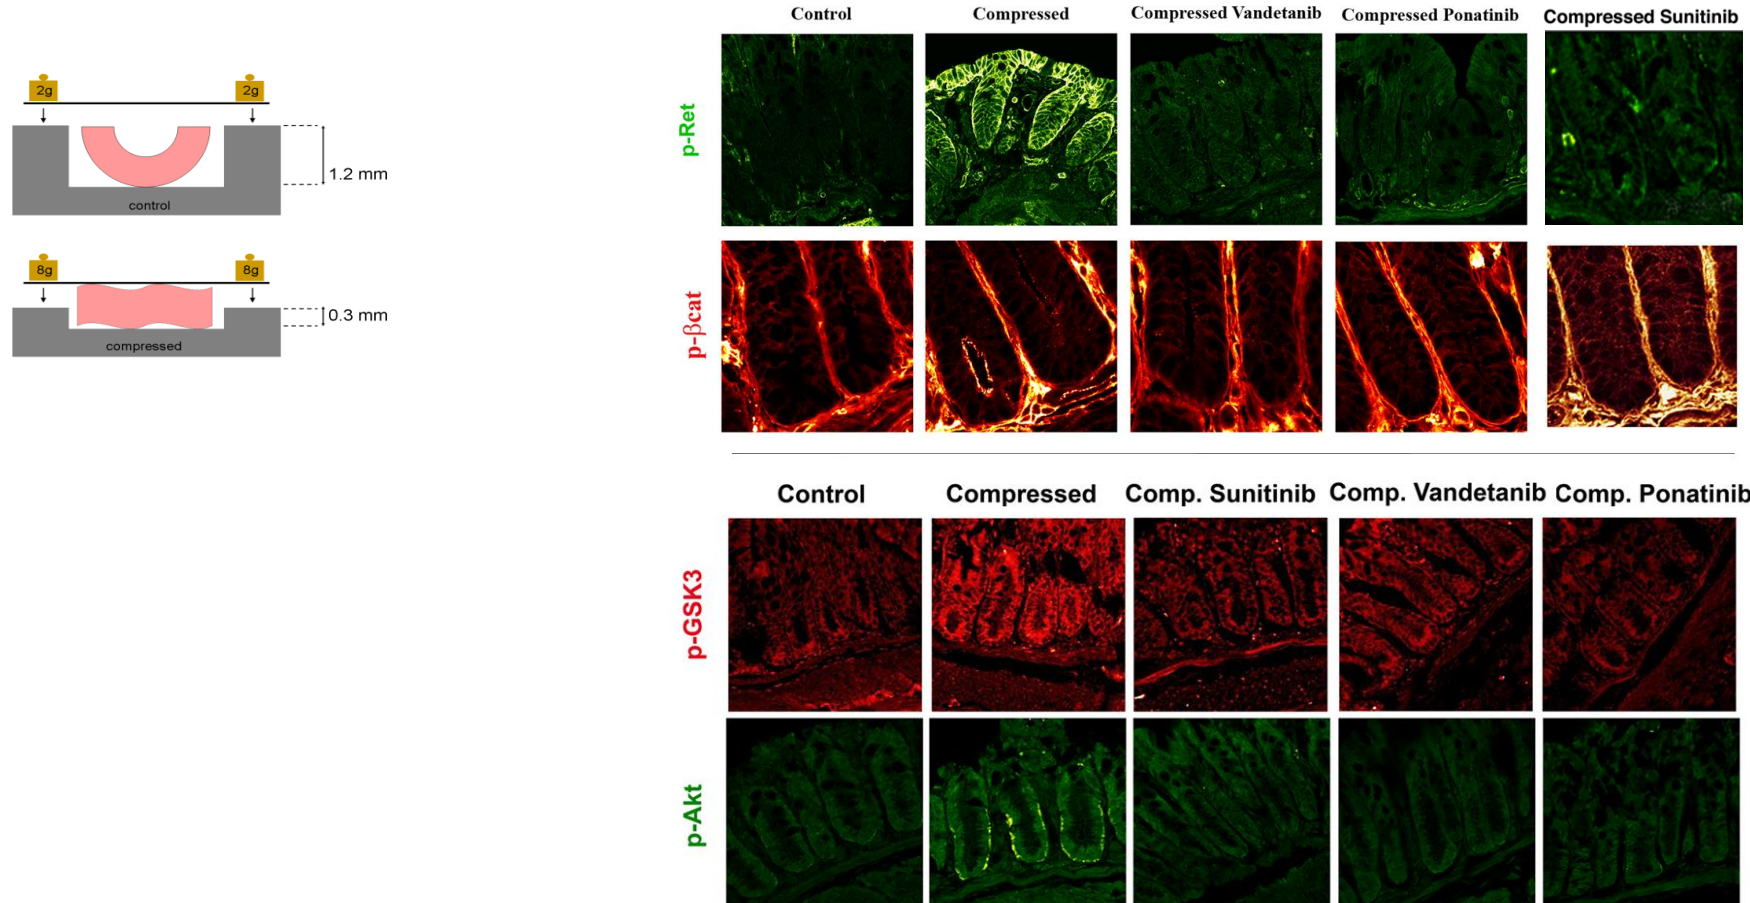 2g
2g
1.2 mm
control
8g
8g
0.3 mm
compressed
Control
Compressed
Compressed Vandetanib
Compressed Ponatinib
Compressed Sunitinib
p-Ret
p-βcat
Control
Compressed
Comp. Sunitinib
Comp. Vandetanib
Comp. Ponatinib
p-GSK3
p-Akt